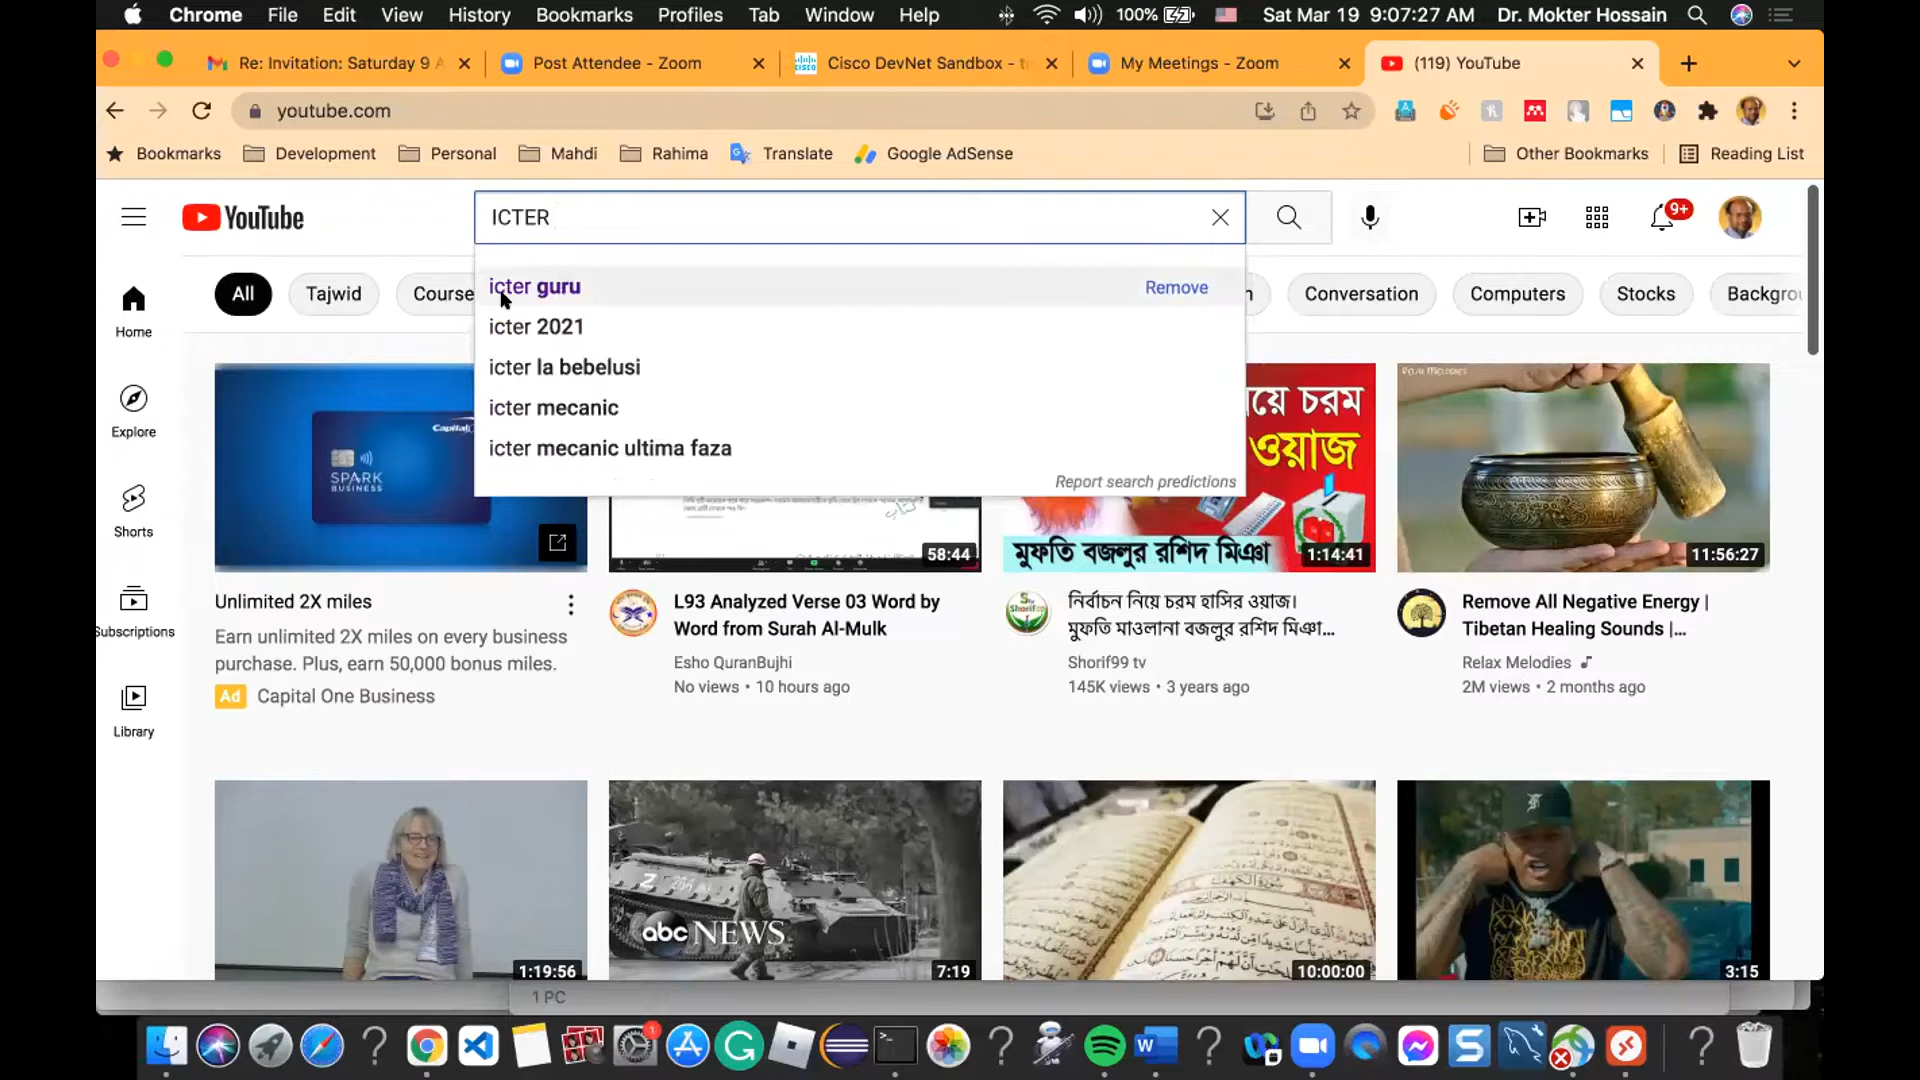 Chrome File Edit View History Bookmarks Profiles Tab Window Help 100% Sat Mar 19 9:07:27 AM Dr. Mokter Hossain
Re: Invitation: Saturday 9 A
Post Attendee - Zoom
Cisco DevNet Sandbox -
My Meetings - Zoom
(119) YouTube
youtube.com
Bookmarks Development Personal Mahdi Rahima Translate Google AdSense Other Bookmarks Reading List
YouTube
ICTER
9+
icter guru Remove
icter 2021
icter la bebelusi
icter mecanic
icter mecanic ultima faza
Report search predictions
All Tajwid Course n Conversation Computers Stocks Backgrou
Home
Explore
Shorts
Subscriptions
Library
Capital
SPARK
BUSINESS
58:44
য়ে চরম
ওয়াজ
মুফতি বজলুর রশিদ মিঞা
1:14:41
RELAX MELODIES
11:56:27
Unlimited 2X miles
Earn unlimited 2X miles on every business
purchase. Plus, earn 50,000 bonus miles.
Ad Capital One Business
L93 Analyzed Verse 03 Word by
Word from Surah Al-Mulk
Esho QuranBujhi
No views • 10 hours ago
Shorif99
নির্বাচন নিয়ে চরম হাসির ওয়াজ।
মুফতি মাওলানা বজলুর রশিদ মিঞা...
Shorif99 tv
145K views • 3 years ago
Remove All Negative Energy |
Tibetan Healing Sounds |...
Relax Melodies
2M views • 2 months ago
1:19:56
Z
abc NEWS
7:19
10:00:00
3:15
1 PC
1